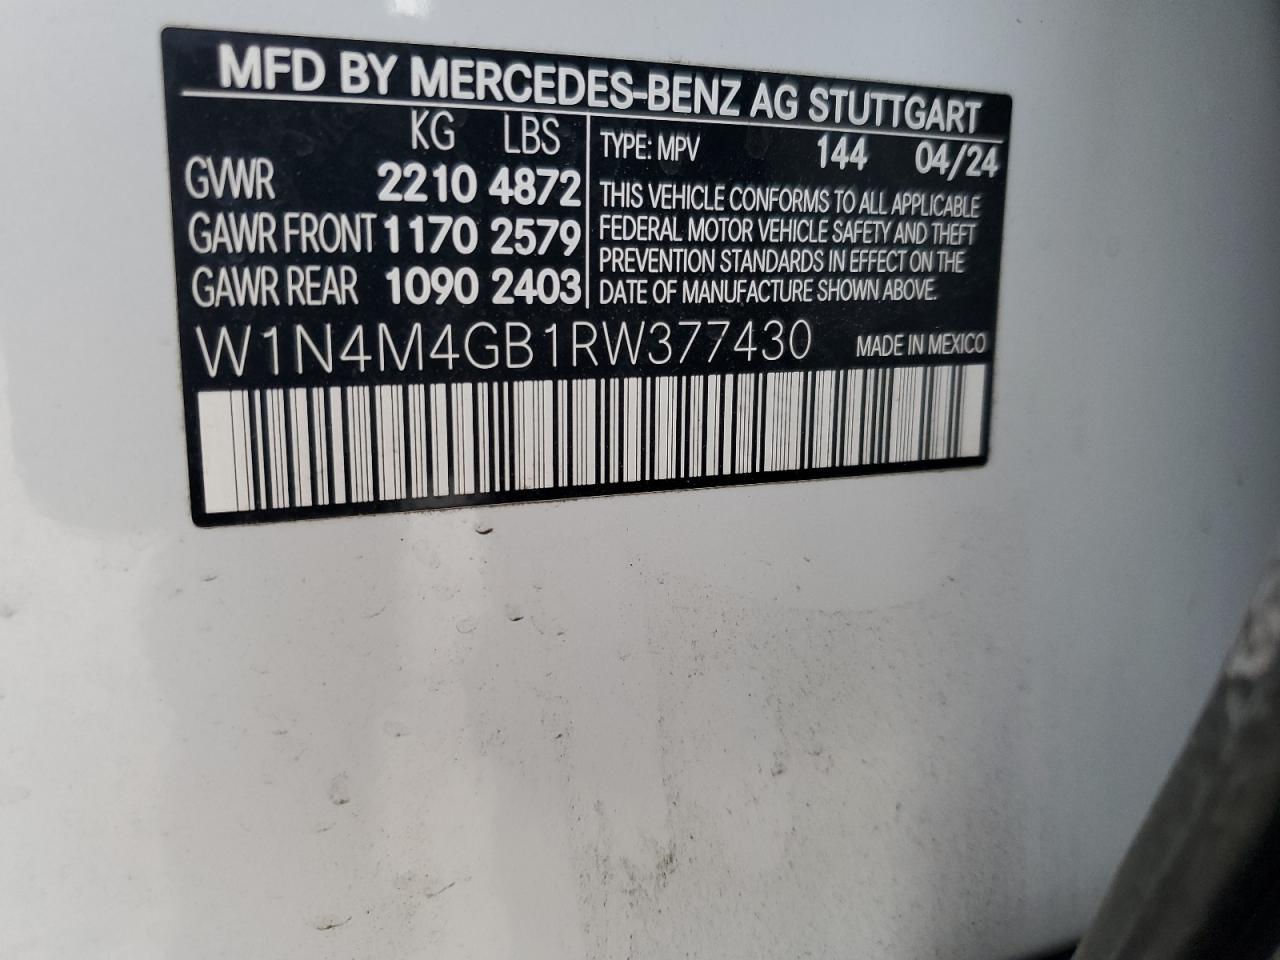 MFD BY MERCEDES-BENZ AG STUTTGART
KG LBS
GVWR 2210 4872
GAWR FRONT 1170 2579
GAWR REAR 1090 2403
TYPE: MPV 144 04/24
THIS VEHICLE CONFORMS TO ALL APPLICABLE
FEDERAL MOTOR VEHICLE SAFETY AND THEFT
PREVENTION STANDARDS IN EFFECT ON THE
DATE OF MANUFACTURE SHOWN ABOVE.
W1N4M4GB1RW377430 MADE IN MEXICO